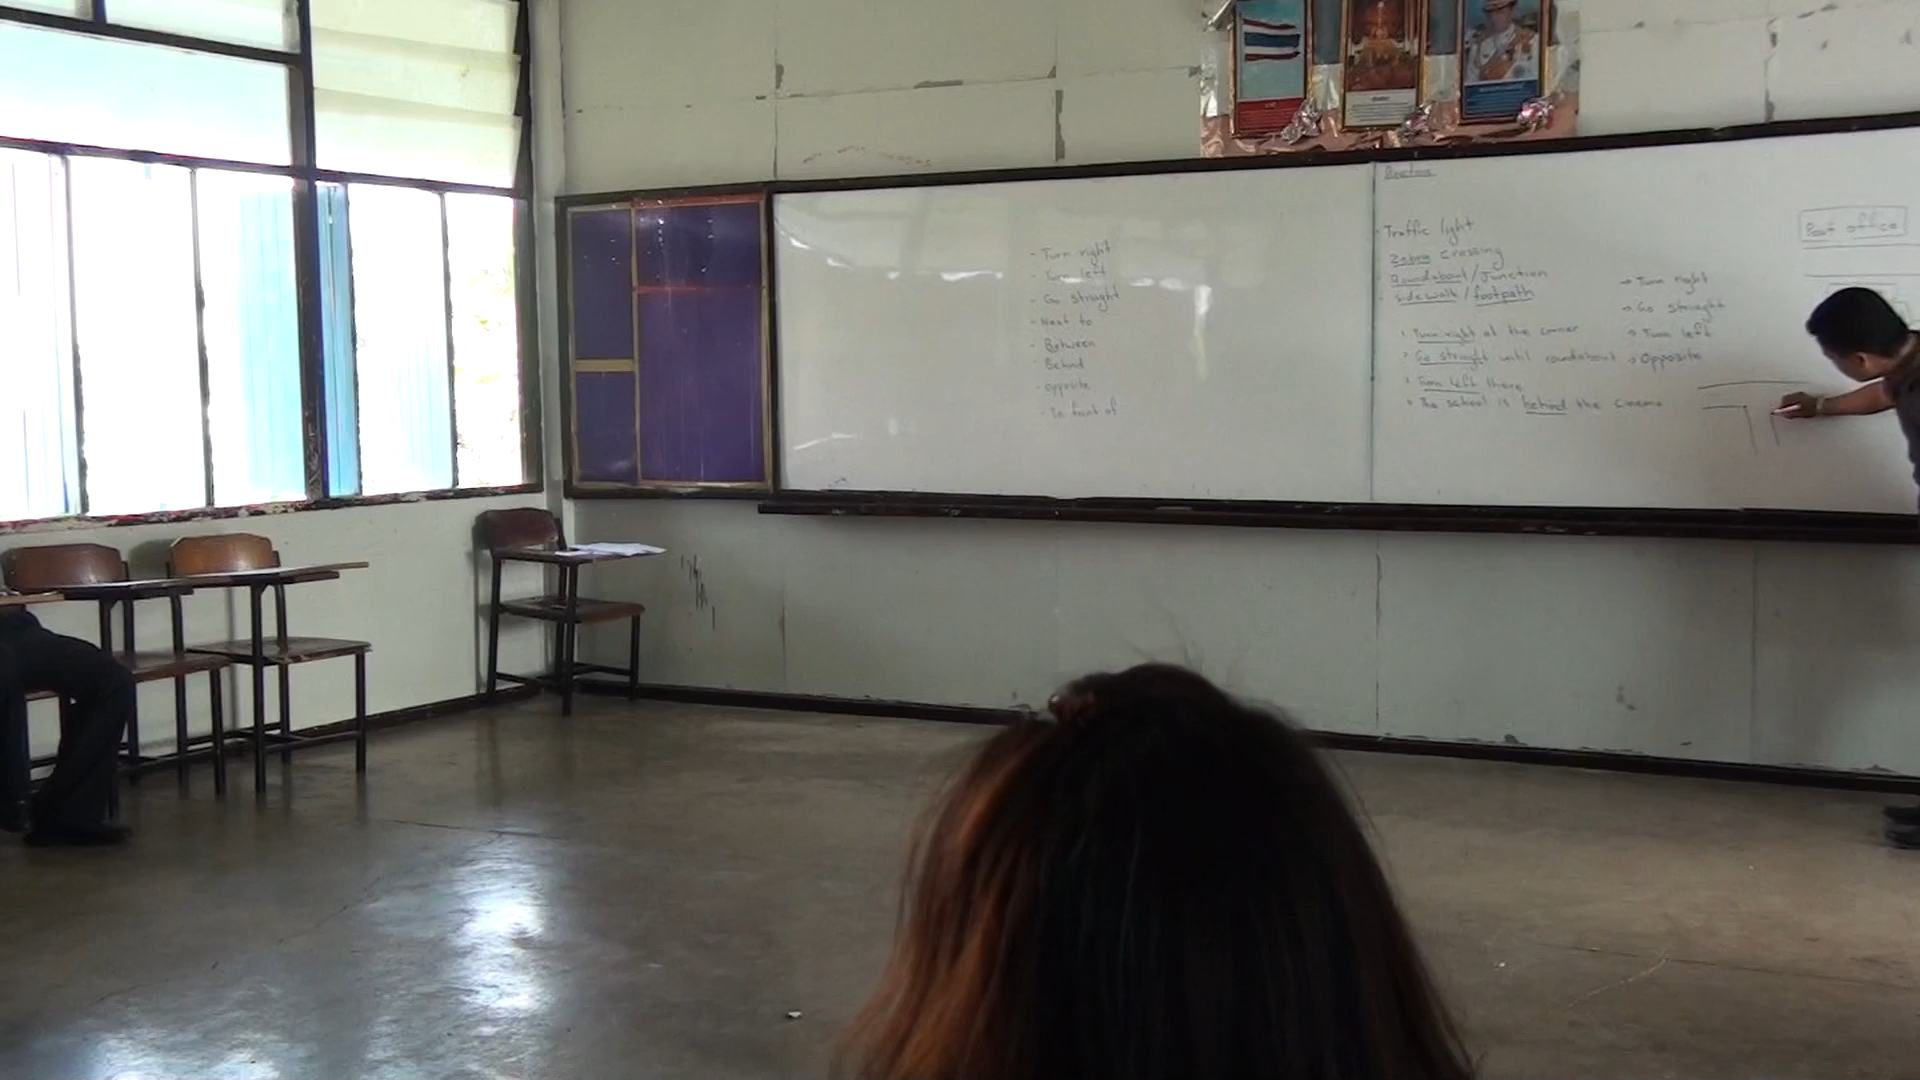 - Turn right
- Turn left
- Go straight
- Next to
- Between
- Behind
- opposite
- In front of
Directions
- Traffic light
- Zebra crossing
- Roundabout / Junction
- sidewalk / footpath
Turn right at the corner
Go straight until roundabout
Turn left there
The school is behind the cinema
→ Turn right
→ Go straight
→ Turn left
→ Opposite
Post office